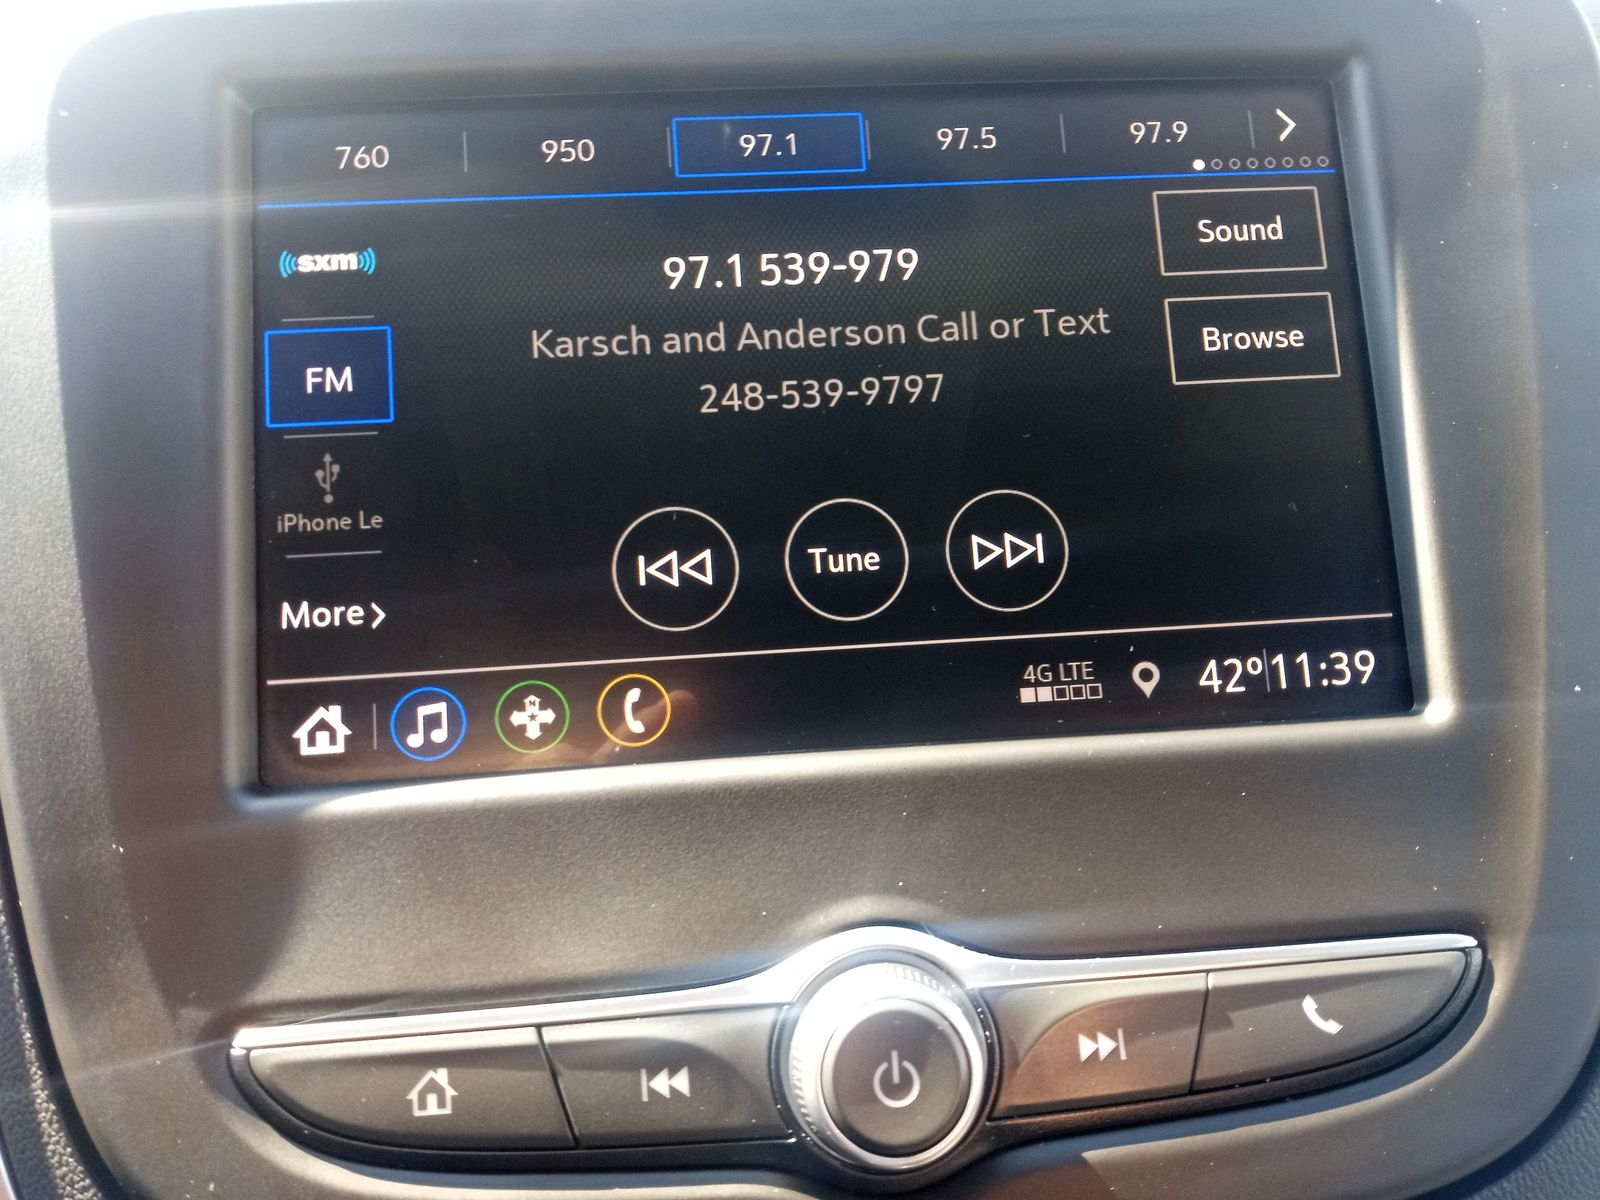 760 950 97.1 97.5 97.9
sxm
97.1 539-979
Sound
Karsch and Anderson Call or Text
Browse
248-539-9797
FM
iPhone Le
Tune
More
4G LTE
42° 11:39
N